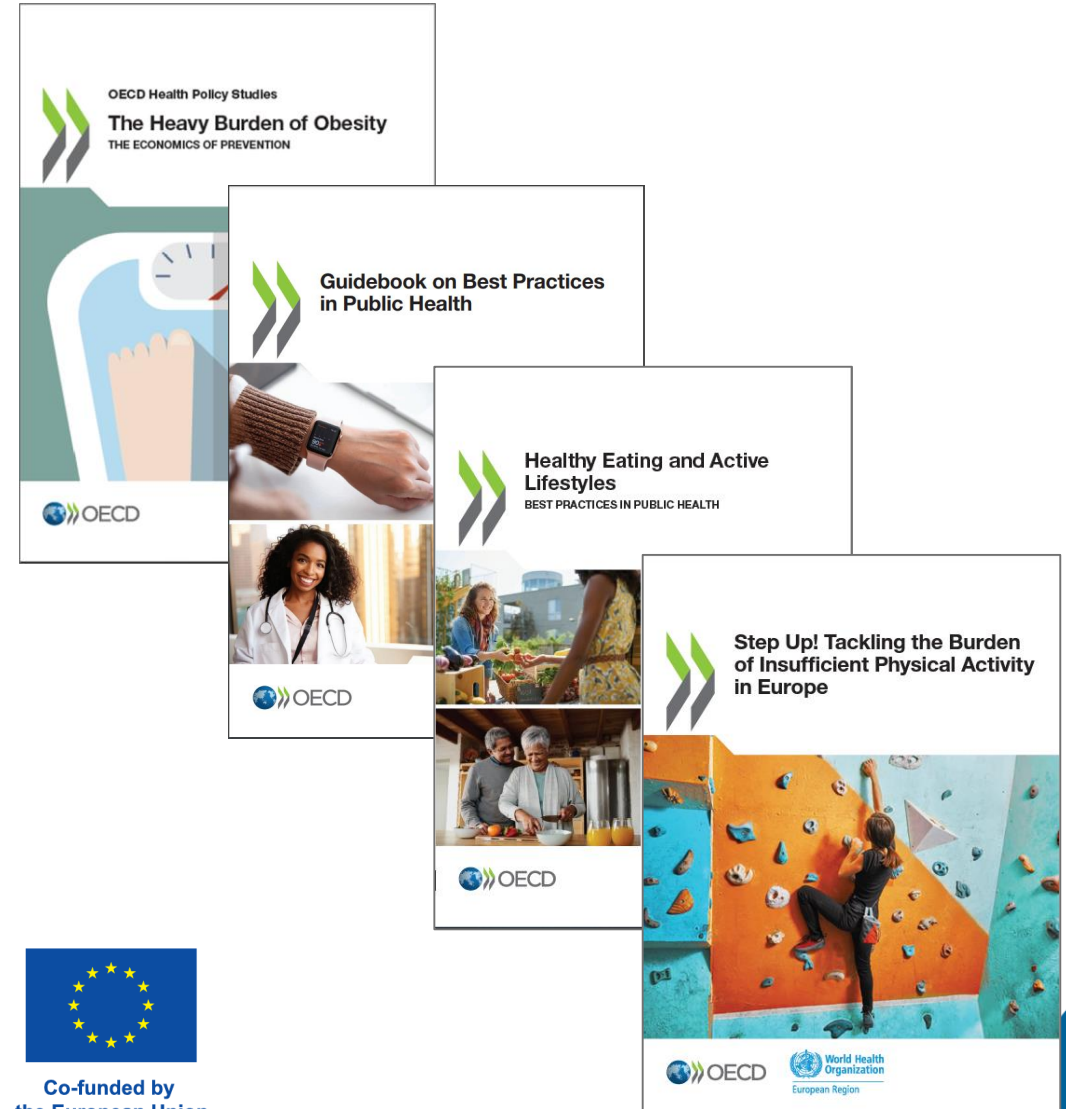 OECD Health Policy Studies
The Heavy Burden of Obesity
THE ECONOMICS OF PREVENTION
OECD
Guidebook on Best Practices
in Public Health
OECD
Healthy Eating and Active
Lifestyles
BEST PRACTICES IN PUBLIC HEALTH
OECD
Step Up! Tackling the Burden
of Insufficient Physical Activity
in Europe
OECD
World Health
Organization
European Region
Co-funded by
the European Union